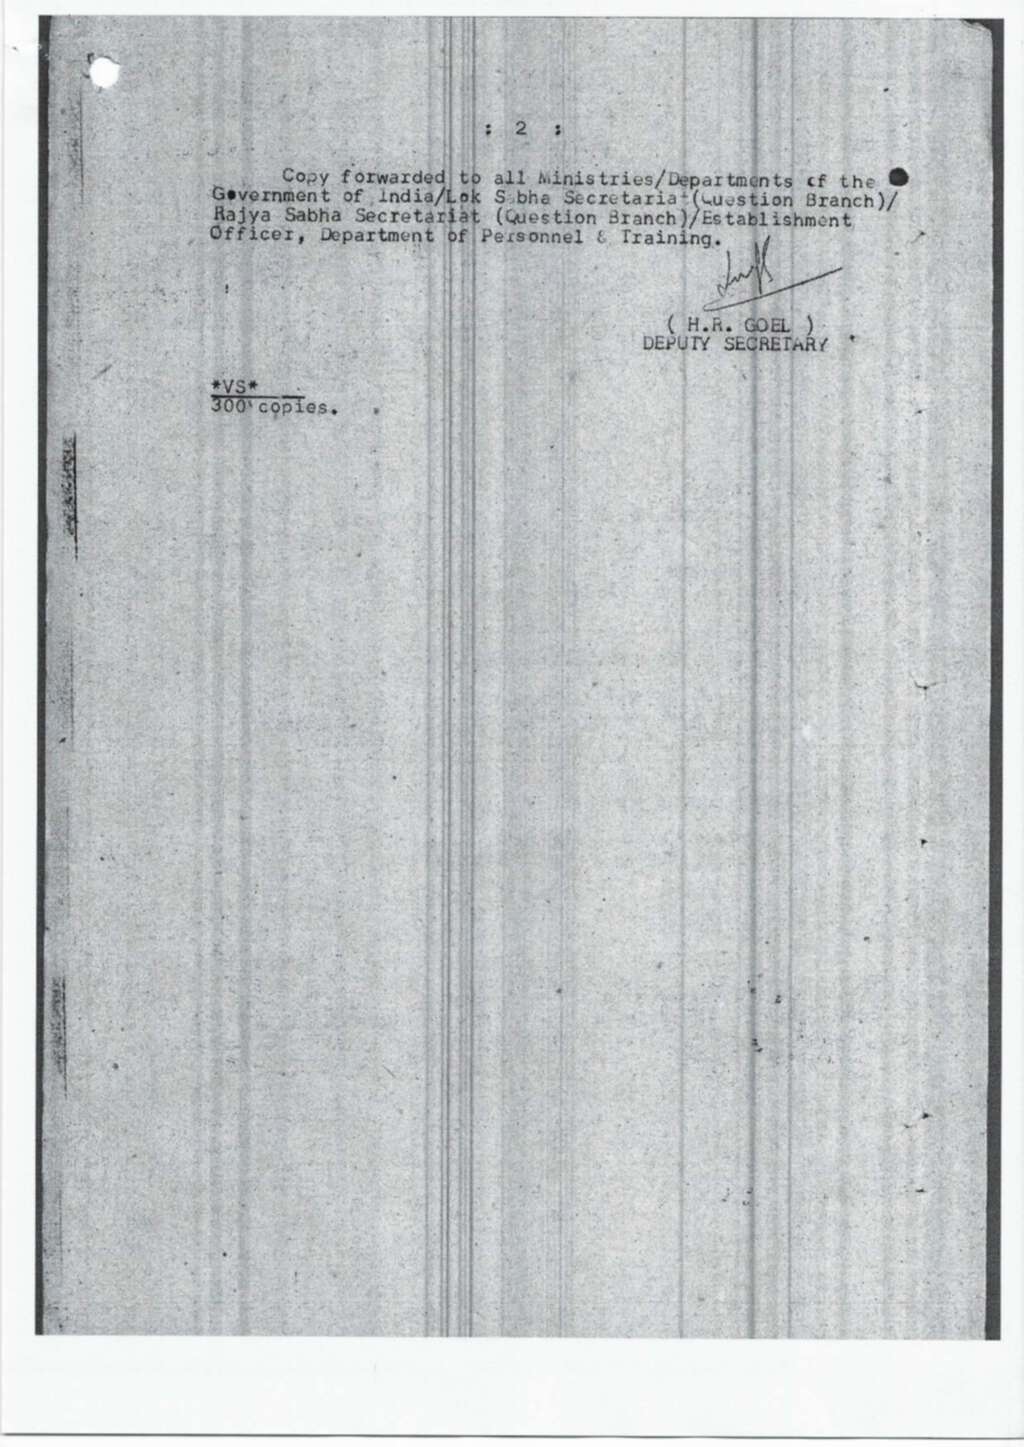 : 2 :
Copy forwarded to all Ministries/Departments of the
Government of India/Lok Sabha Secretariat(Question Branch)/
Rajya Sabha Secretariat (Question Branch)/Establishment
Officer, Department of Personnel & Training.
( H.R. GOEL )
DEPUTY SECRETARY
*VS*
300 copies.